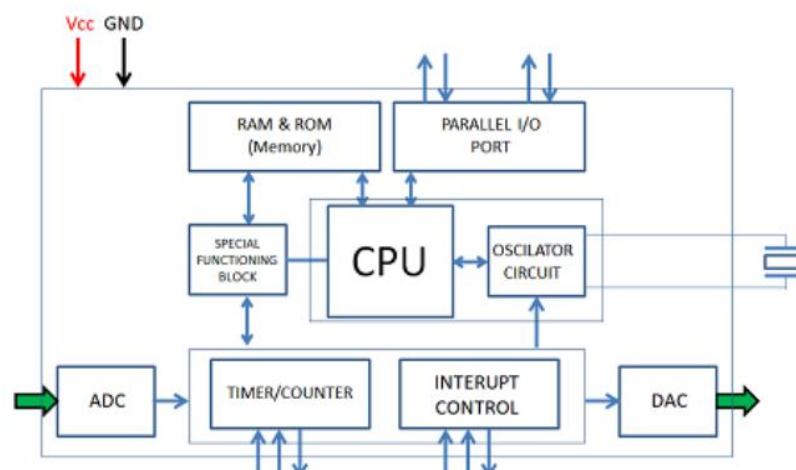 Vcc GND
RAM & ROM
(Memory)
PARALLEL I/O
PORT
SPECIAL
FUNCTIONING
BLOCK
CPU
OSCILATOR
CIRCUIT
ADC
TIMER/COUNTER
INTERUPT
CONTROL
DAC